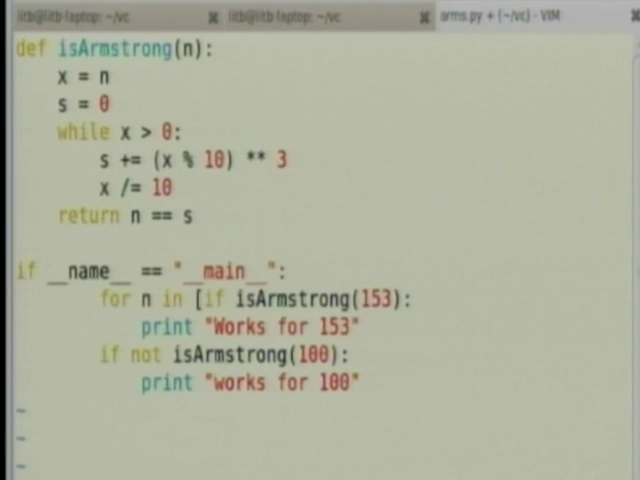 litb@litb-laptop: ~/vc
litb@litb-laptop: ~/vc
arms.py + (~/vc) - VIM
def isArmstrong(n):
x = n
s = 0
while x > 0:
s += (x % 10) ** 3
x /= 10
return n == s
if __name__ == "__main__":
for n in [if isArmstrong(153):
print "Works for 153"
if not isArmstrong(100):
print "works for 100"
~
~
~